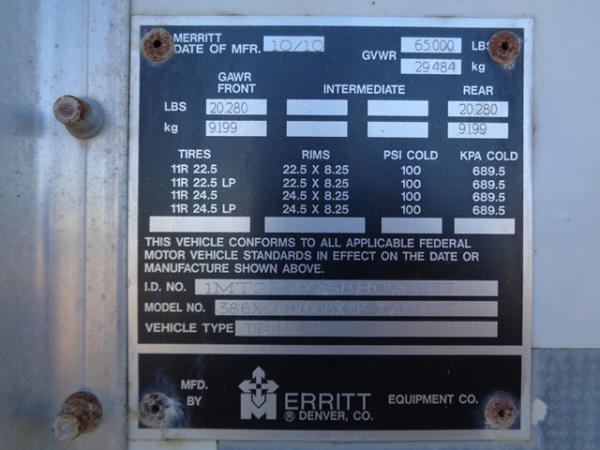 MERRITT
DATE OF MFR. 10/10
GVWR 65000 LBS
29484 kg
GAWR
FRONT INTERMEDIATE REAR
LBS 20280 20280
kg 9199 9199
TIRES RIMS PSI COLD KPA COLD
11R 22.5 22.5 X 8.25 100 689.5
11R 22.5 LP 22.5 X 8.25 100 689.5
11R 24.5 24.5 X 8.25 100 689.5
11R 24.5 LP 24.5 X 8.25 100 689.5
THIS VEHICLE CONFORMS TO ALL APPLICABLE FEDERAL
MOTOR VEHICLE STANDARDS IN EFFECT ON THE DATE OR
MANUFACTURE SHOWN ABOVE.
I.D. NO.
MODEL NO.
VEHICLE TYPE
MFD.
BY
M ERRITT EQUIPMENT CO.
® DENVER, CO.